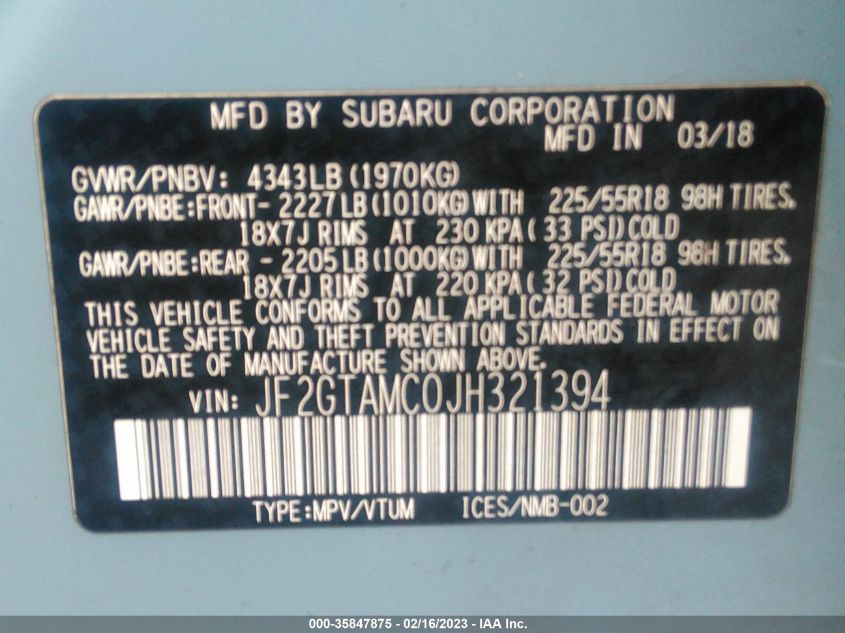 MFD BY SUBARU CORPORATION
MFD IN 03/18
GVWR/PNBV: 4343LB (1970KG)
GAWR/PNBE:FRONT- 2227LB (1010KG) WITH 225/55R18 98H TIRES,
18X7J RIMS AT 230 KPA (33 PSI)COLD
GAWR/PNBE:REAR - 2205LB (1000KG) WITH 225/55R18 98H TIRES.
18X7J RIMS AT 220 KPA (32 PSI)COLD
THIS VEHICLE CONFORMS TO ALL APPLICABLE FEDERAL MOTOR
VEHICLE SAFETY AND THEFT PREVENTION STANDARDS IN EFFECT ON
THE DATE OF MANUFACTURE SHOWN ABOVE.
VIN: JF2GTAMC0JH321394
TYPE:MPV/VTUM ICES/NMB-002
000-35847875 - 02/16/2023 - IAA Inc.